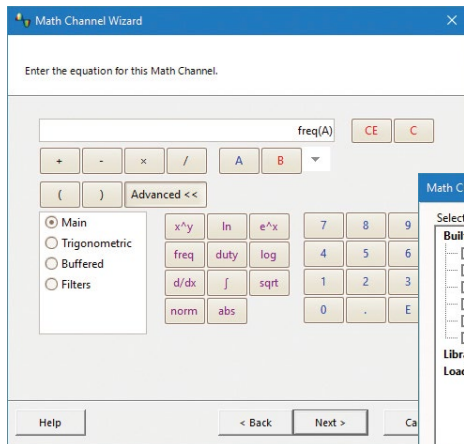 Math Channel Wizard
Enter the equation for this Math Channel.
freq(A) CE C
+ - × / A B
( ) Advanced <<
Main x^y ln e^x 7 8 9
Trigonometric freq duty log 4 5 6
Buffered d/dx ∫ sqrt 1 2 3
Filters norm abs 0 . E
Help < Back Next > Ca
Math C
Select
Built
Libra
Load